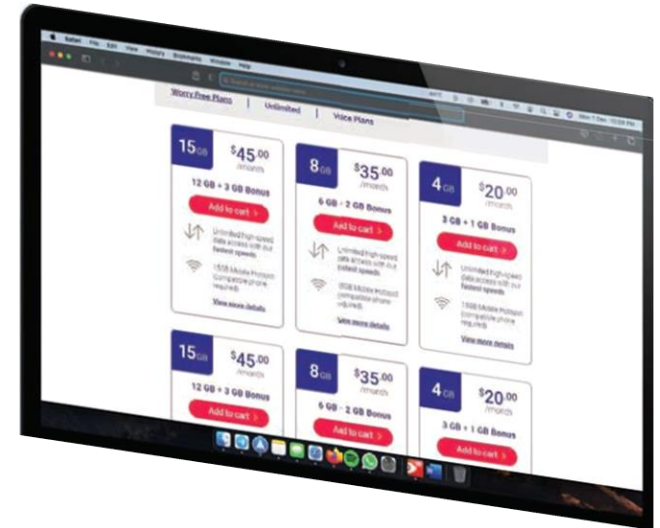 Safari File Edit View History Bookmarks Window Help
Mon 7 Dec
Worry Free Plans | Unlimited | Voice Plans
15GB $45.00 /month
12 GB + 3 GB Bonus
Add to cart >
Unlimited high-speed
data access with our
fastest speeds
15GB Mobile Hotspot
(compatible phone
required)
View more details
8GB $35.00 /month
6 GB - 2 GB Bonus
Add to cart >
Unlimited high-speed
data access with our
fastest speeds
15GB Mobile Hotspot
(compatible phone
required)
View more details
4GB $20.00 /month
3 GB + 1 GB Bonus
Add to cart >
Unlimited high-speed
data access with our
fastest speeds
15GB Mobile Hotspot
(compatible phone
required)
View more details
15GB $45.00 /month
12 GB + 3 GB Bonus
Add to cart >
8GB $35.00 /month
6 GB - 2 GB Bonus
Add to cart >
4GB $20.00 /month
3 GB + 1 GB Bonus
Add to cart >